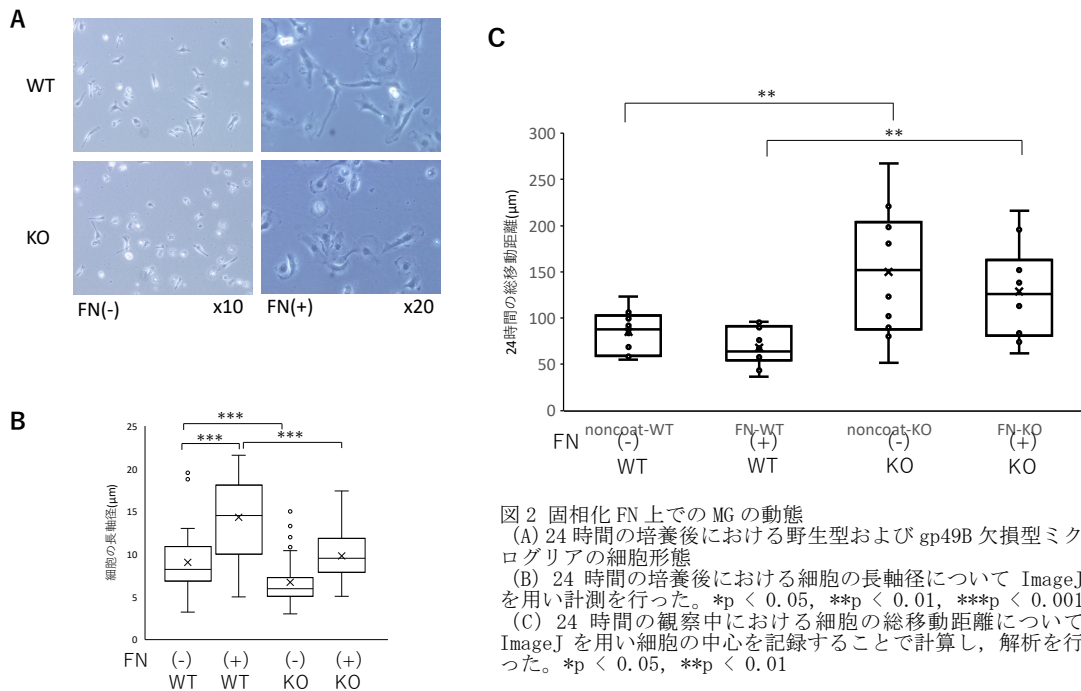 A
WT
KO
FN(-) x10 FN(+) x20
B
細胞の長軸径(μm)
25
20
15
10
5
0
***
*** ***
FN (-) (+) (-) (+)
WT WT KO KO
C
**
**
24時間の総移動距離(μm)
300
250
200
150
100
50
0
noncoat-WT FN-WT noncoat-KO FN-KO
FN (-) (+) (-) (+)
WT WT KO KO
図 2 固相化 FN 上での MG の動態
(A) 24 時間の培養後における野生型および gp49B 欠損型ミク
ログリアの細胞形態
(B) 24 時間の培養後における細胞の長軸径について ImageJ
を用い計測を行った。*p < 0.05, **p < 0.01, ***p < 0.001
(C) 24 時間の観察中における細胞の総移動距離について
ImageJ を用い細胞の中心を記録することで計算し，解析を行
った。*p < 0.05, **p < 0.01